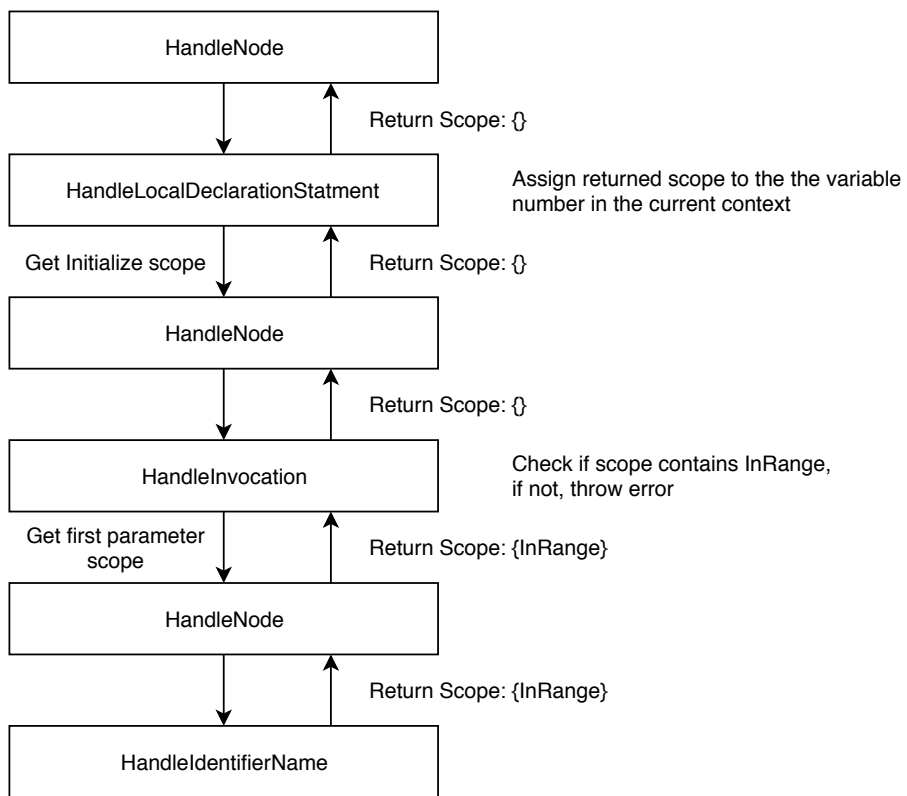 HandleNode
Return Scope: {}
HandleLocalDeclarationStatment
Assign returned scope to the the variable
number in the current context
Get Initialize scope
Return Scope: {}
HandleNode
Return Scope: {}
HandleInvocation
Check if scope contains InRange,
if not, throw error
Get first parameter
scope
Return Scope: {InRange}
HandleNode
Return Scope: {InRange}
HandleIdentifierName